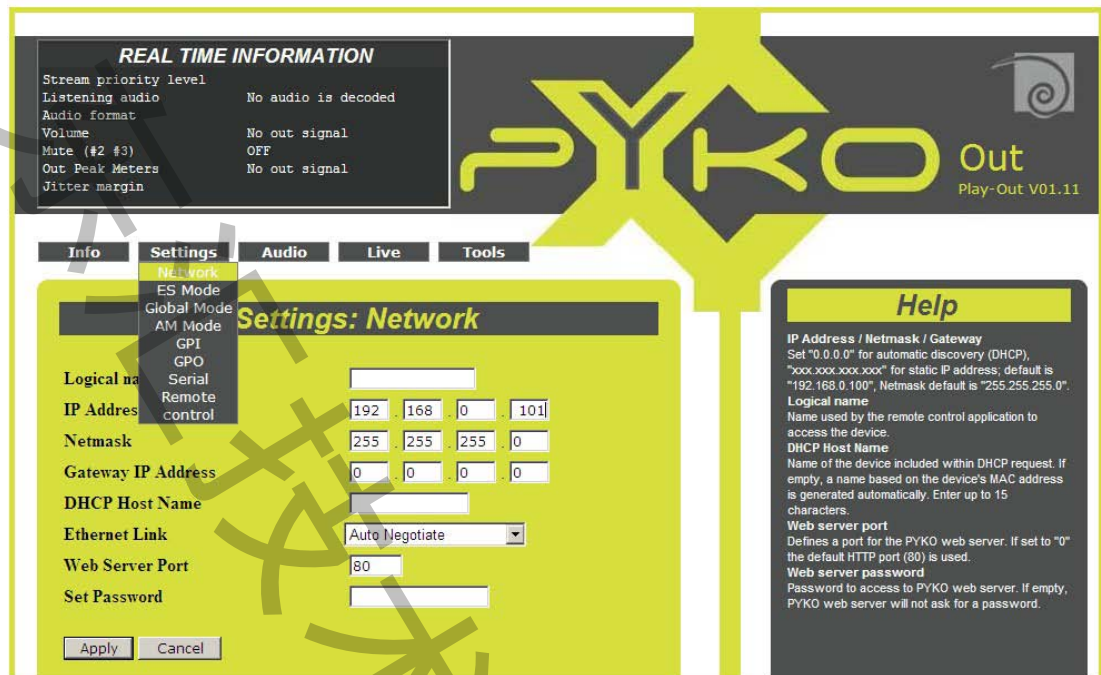 REAL TIME INFORMATION
Stream priority level
Listening audio No audio is decoded
Audio format
Volume No out signal
Mute (#2 #3) OFF
Out Peak Meters No out signal
Jitter margin
PYKO
Out
Play-Out V01.11
Info Settings Audio Live Tools
Network
ES Mode
Global Mode
AM Mode
GPI
GPO
Serial
Remote
control
Settings: Network
Logical na
IP Addres 192 . 168 . 0 . 101
Netmask 255 . 255 . 255 . 0
Gateway IP Address 0 . 0 . 0 . 0
DHCP Host Name
Ethernet Link Auto Negotiate
Web Server Port 80
Set Password
Apply Cancel
Help
IP Address / Netmask / Gateway
Set "0.0.0.0" for automatic discovery (DHCP),
"xxx.xxx.xxx.xxx" for static IP address; default is
"192.168.0.100", Netmask default is "255.255.255.0".
Logical name
Name used by the remote control application to
access the device.
DHCP Host Name
Name of the device included within DHCP request. If
empty, a name based on the device's MAC address
is generated automatically. Enter up to 15
characters.
Web server port
Defines a port for the PYKO web server. If set to "0"
the default HTTP port (80) is used.
Web server password
Password to access to PYKO web server. If empty,
PYKO web server will not ask for a password.